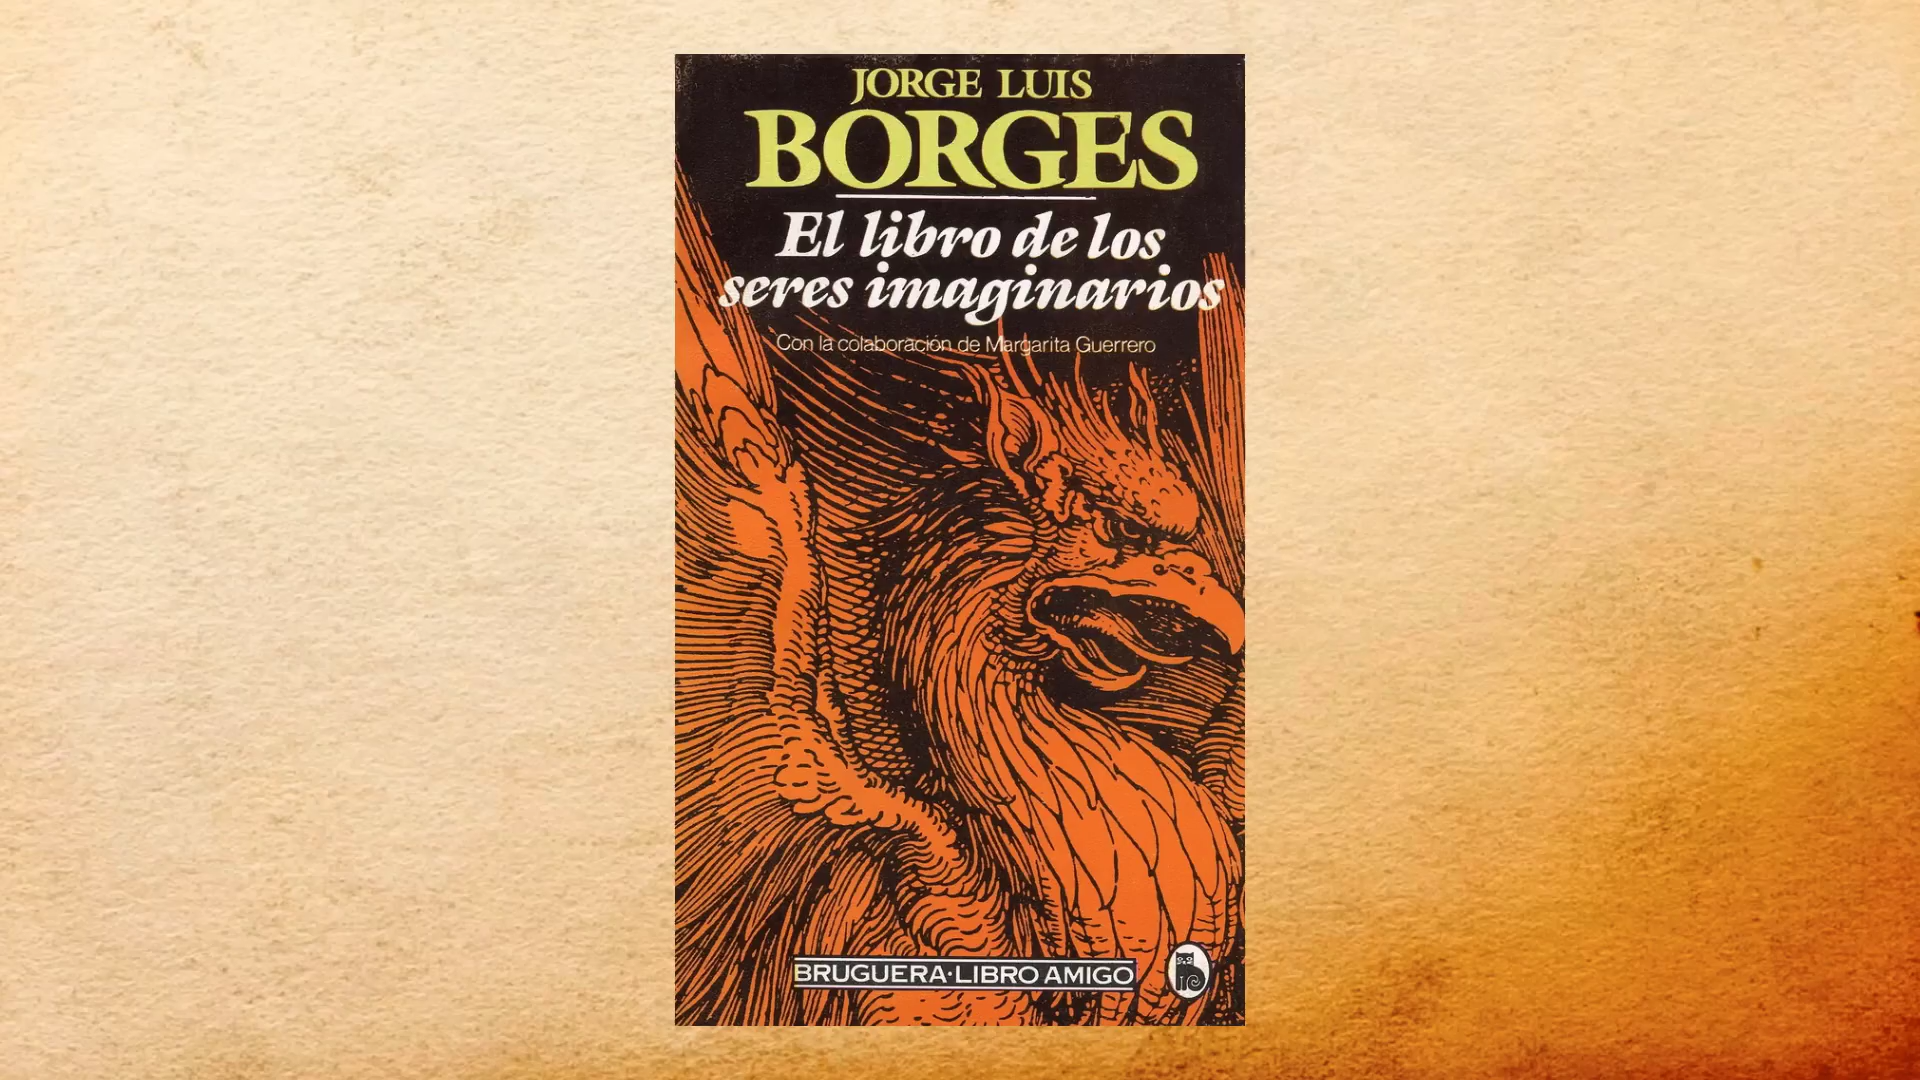 JORGE LUIS
BORGES
El libro de los
seres imaginarios
Con la colaboración de Margarita Guerrero
BRUGUERA·LIBRO AMIGO